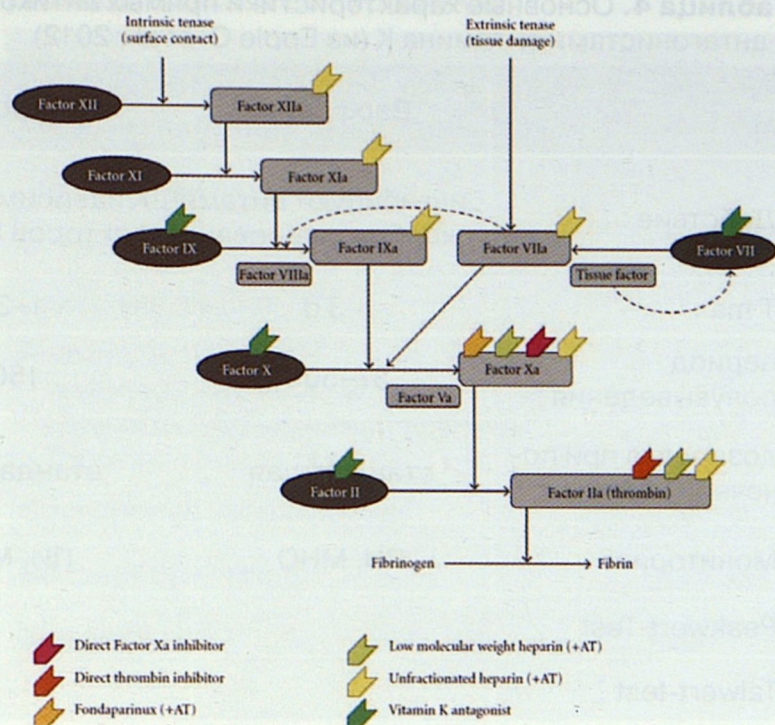 Intrinsic tenase
(surface contact)
Extrinsic tenase
(tissue damage)
Factor XII
Factor XIIa
Factor XI
Factor XIa
Factor IX
Factor IXa
Factor VIIa
Factor VII
Factor VIIIa
Tissue factor
Factor X
Factor Xa
Factor Va
Factor II
Factor IIa (thrombin)
Fibrinogen
Fibrin
Direct Factor Xa inhibitor
Direct thrombin inhibitor
Fondaparinux (+AT)
Low molecular weight heparin (+AT)
Unfractionated heparin (+AT)
Vitamin K antagonist